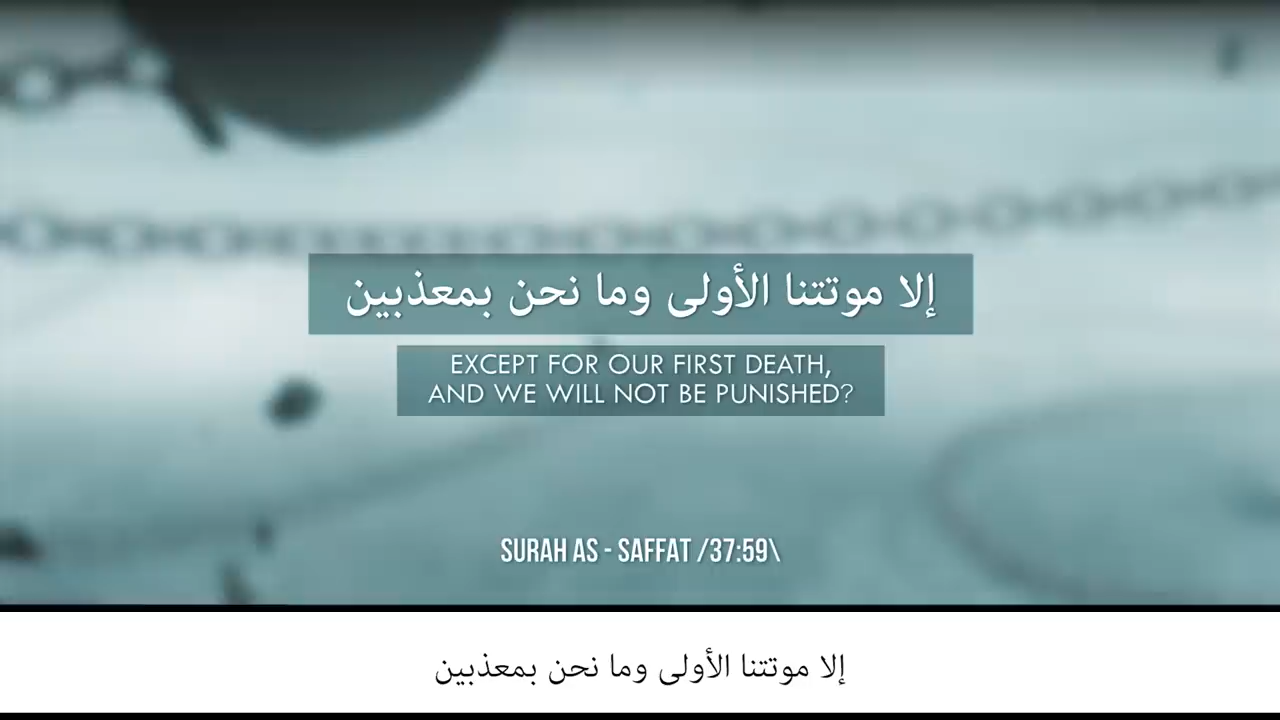 إلا موتتنا الأولى وما نحن بمعذبين
EXCEPT FOR OUR FIRST DEATH,
AND WE WILL NOT BE PUNISHED?
SURAH AS - SAFFAT /37:59\
إلا موتتنا الأولى وما نحن بمعذبين